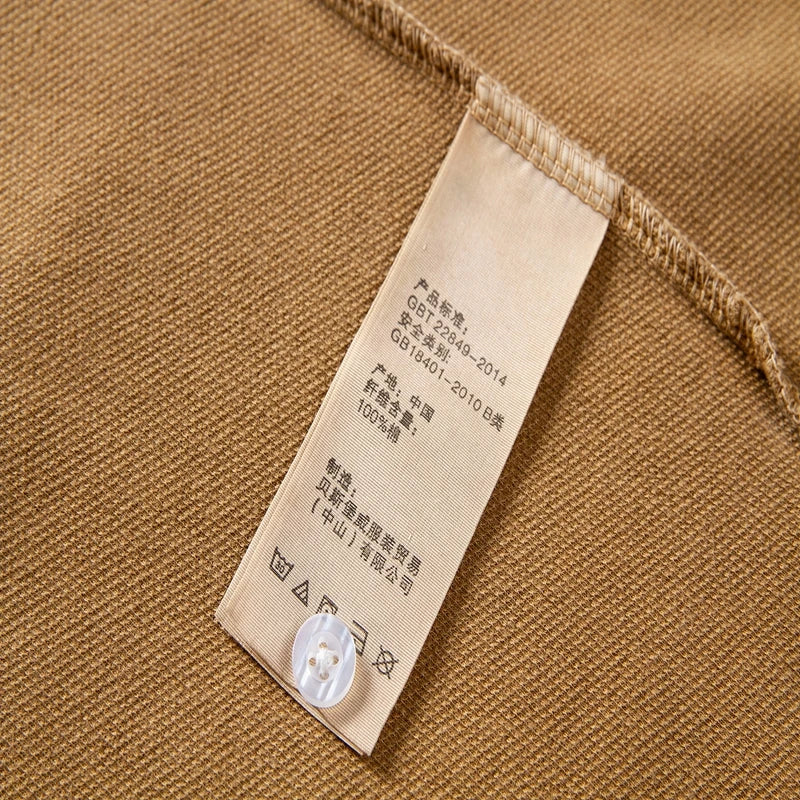 产品标准：
GBT 22849-2014
安全类别:
GB18401-2010 B类
产地：中国
纤维含量：
100%棉
制造：
贝斯堡威服装贸易
（中山）有限公司
30